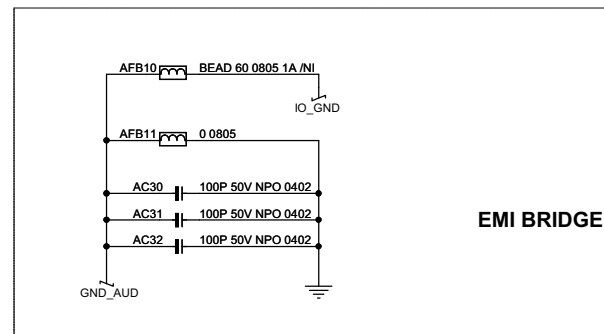 AFB10 BEAD 60 0805 1A /NI
IO_GND
AFB11 0 0805
AC30 100P 50V NPO 0402
AC31 100P 50V NPO 0402
EMI BRIDGE
AC32 100P 50V NPO 0402
GND_AUD